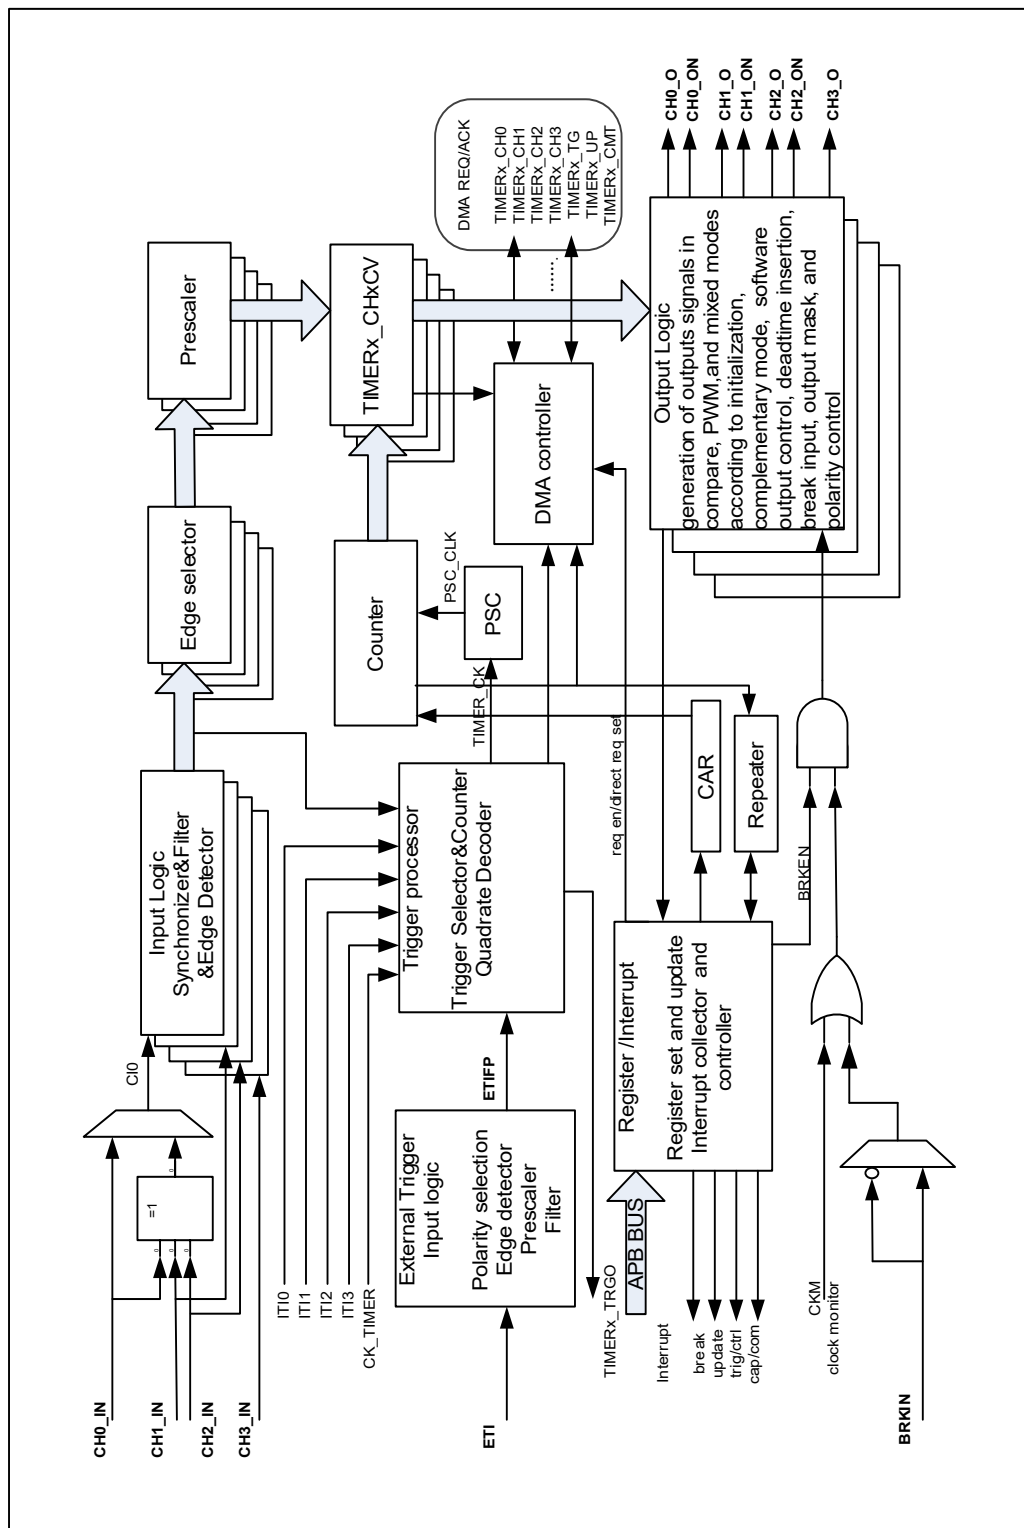 CH0_IN
CH1_IN
CH2_IN
CH3_IN
=1
0
0
0
0
CI0
Input Logic
Synchronizer&Filter
&Edge Detector
Edge selector
Prescaler
ITI0
ITI1
ITI2
ITI3
CK_TIMER
Trigger processor
Trigger Selector&Counter
Quadrate Decoder
Counter
TIMERx_CHxCV
TIMER_CK
PSC
PSC_CLK
DMA controller
DMA REQ/ACK
TIMERx_CH0
TIMERx_CH1
TIMERx_CH2
TIMERx_CH3
TIMERx_TG
TIMERx_UP
TIMERx_CMT
.......
ETI
External Trigger
Input logic
Polarity selection
Edge detector
Prescaler
Filter
ETIFP
TIMERx_TRGO
APB BUS
Interrupt
break
update
trig/ctrl
cap/com
Register /Interrupt
Register set and update
Interrupt collector and
controller
req en/direct req set
CAR
Repeater
BRKEN
CKM
clock monitor
BRKIN
Output Logic
generation of outputs signals in
compare, PWM,and mixed modes
according to initialization,
complementary mode, software
output control, deadtime insertion,
break input, output mask, and
polarity control
CH0_O
CH0_ON
CH1_O
CH1_ON
CH2_O
CH2_ON
CH3_O